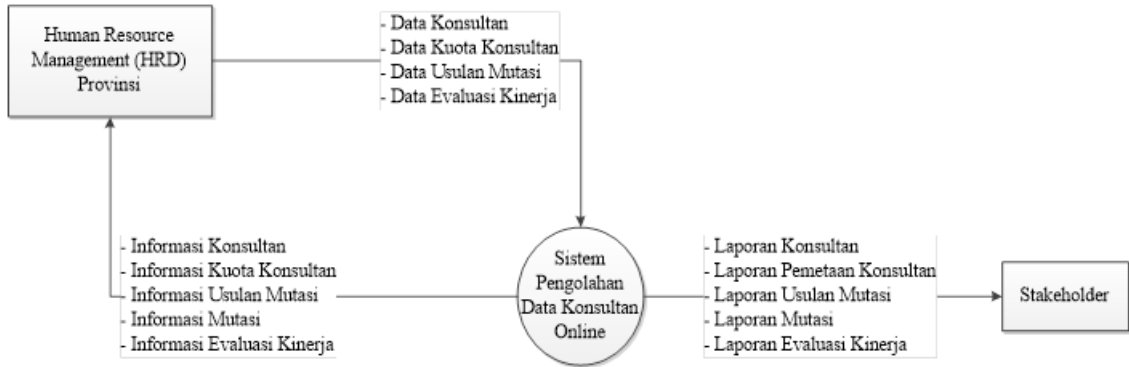 Human Resource
Management (HRD)
Provinsi
- Data Konsultan
- Data Kuota Konsultan
- Data Usulan Mutasi
- Data Evaluasi Kinerja
- Informasi Konsultan
- Informasi Kuota Konsultan
- Informasi Usulan Mutasi
- Informasi Mutasi
- Informasi Evaluasi Kinerja
Sistem
Pengolahan
Data Konsultan
Online
- Laporan Konsultan
- Laporan Pemetaan Konsultan
- Laporan Usulan Mutasi
- Laporan Mutasi
- Laporan Evaluasi Kinerja
Stakeholder